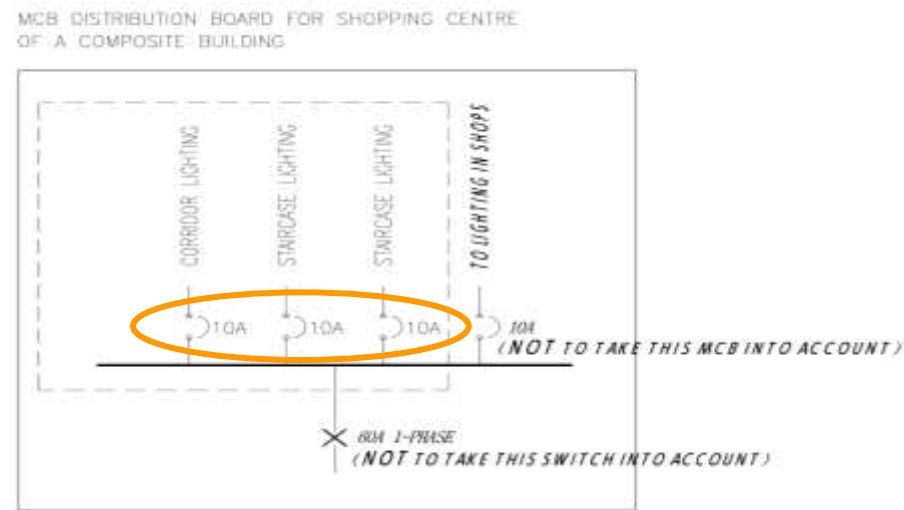 MCB DISTRIBUTION BOARD FOR SHOPPING CENTRE
OF A COMPOSITE BUILDING
CORRIDOR LIGHTING
STAIRCASE LIGHTING
STAIRCASE LIGHTING
TO LIGHTING IN SHOPS
10A
10A
10A
10A
(NOT TO TAKE THIS MCB INTO ACCOUNT)
60A 1-PHASE
(NOT TO TAKE THIS SWITCH INTO ACCOUNT)